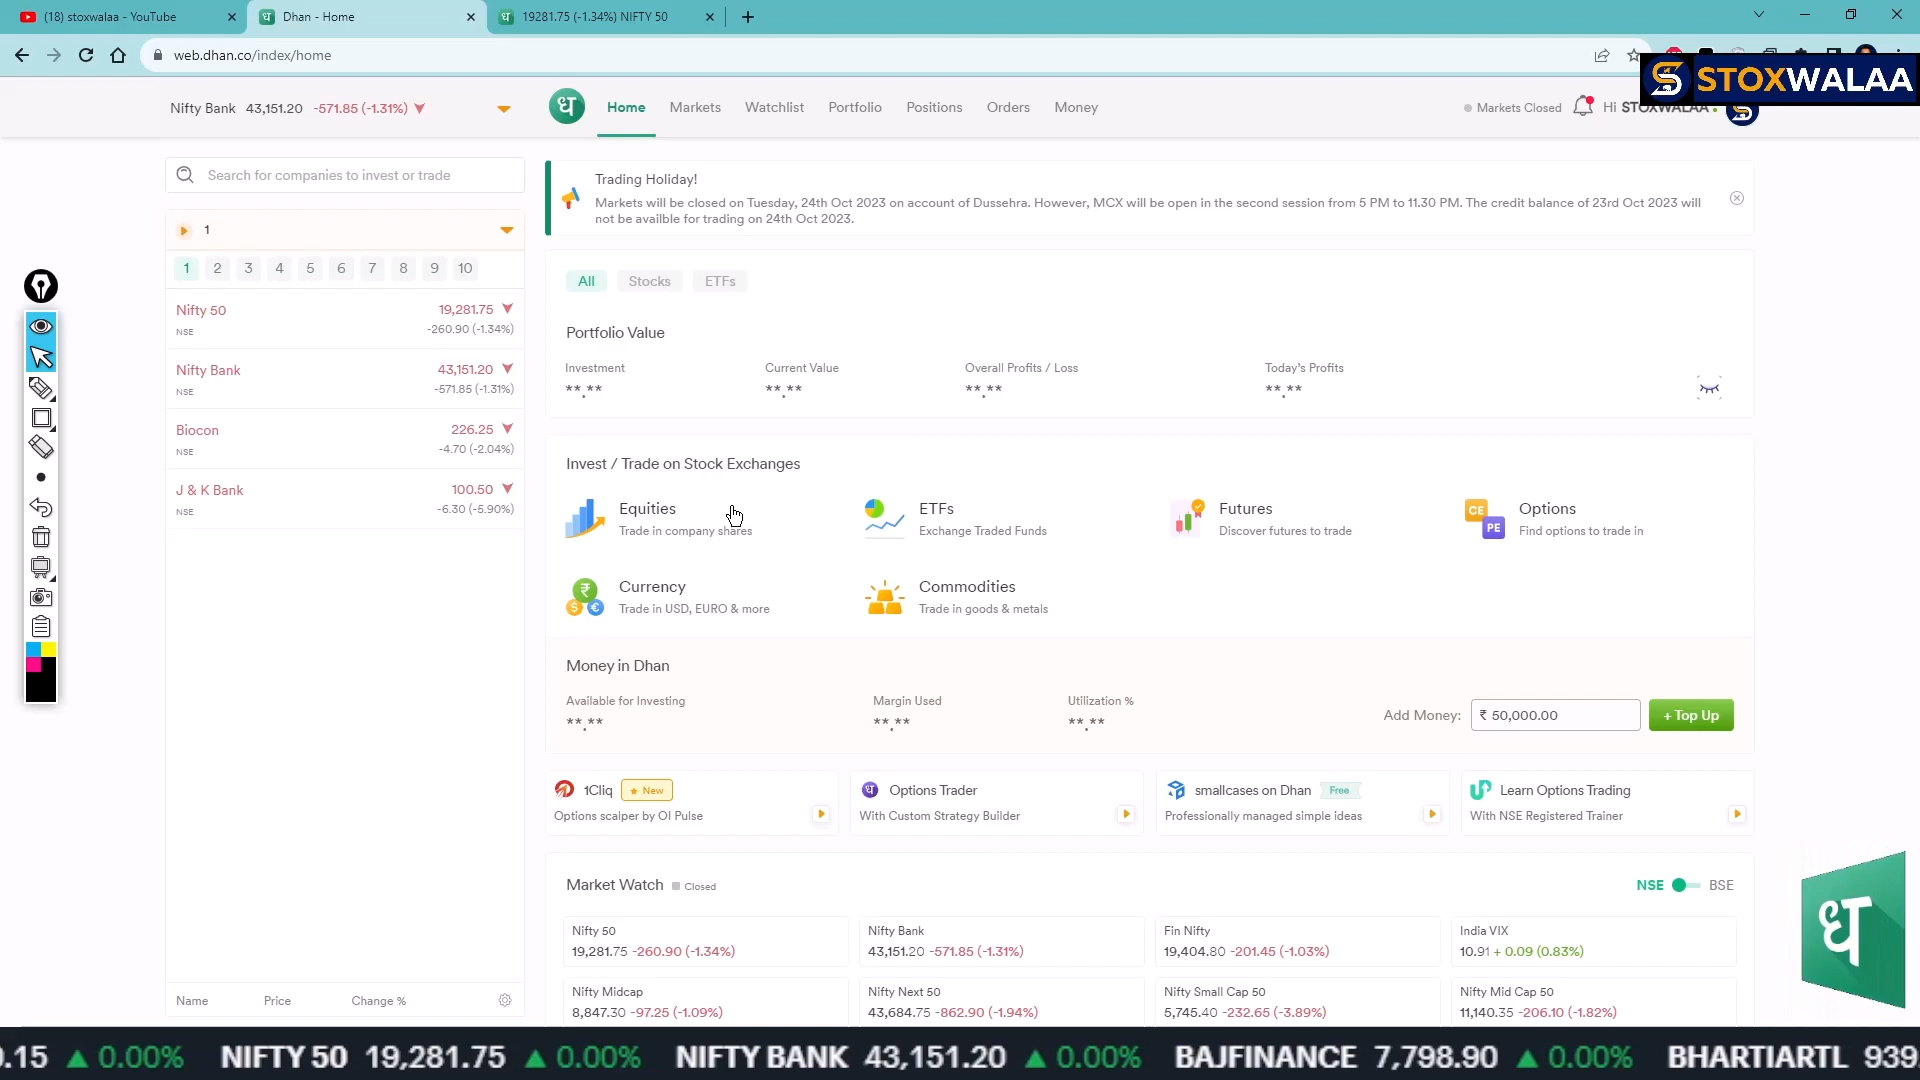 (18) stoxwalaa - YouTube
Dhan - Home
19281.75 (-1.34%) NIFTY 50
web.dhan.co/index/home
STOXWALAA
Nifty Bank 43,151.20 -571.85 (-1.31%)
ध
Home Markets Watchlist Portfolio Positions Orders Money
Markets Closed
Hi STOXWALAA
Search for companies to invest or trade
1
1 2 3 4 5 6 7 8 9 10
Nifty 50 19,281.75
NSE -260.90 (-1.34%)
Nifty Bank 43,151.20
NSE -571.85 (-1.31%)
Biocon 226.25
NSE -4.70 (-2.04%)
J & K Bank 100.50
NSE -6.30 (-5.90%)
Name Price Change %
Trading Holiday!
Markets will be closed on Tuesday, 24th Oct 2023 on account of Dussehra. However, MCX will be open in the second session from 5 PM to 11.30 PM. The credit balance of 23rd Oct 2023 will
not be availble for trading on 24th Oct 2023.
All Stocks ETFs
Portfolio Value
Investment Current Value Overall Profits / Loss Today's Profits
**.** **.** **.** **.**
Invest / Trade on Stock Exchanges
Equities
Trade in company shares
ETFs
Exchange Traded Funds
Futures
Discover futures to trade
CE
PE
Options
Find options to trade in
₹
$ €
Currency
Trade in USD, EURO & more
Commodities
Trade in goods & metals
Money in Dhan
Available for Investing Margin Used Utilization %
**.** **.** **.**
Add Money: ₹ 50,000.00 + Top Up
1Cliq New
Options scalper by OI Pulse
Options Trader
With Custom Strategy Builder
smallcases on Dhan Free
Professionally managed simple ideas
Learn Options Trading
With NSE Registered Trainer
Market Watch Closed
NSE BSE
Nifty 50
19,281.75 -260.90 (-1.34%)
Nifty Bank
43,151.20 -571.85 (-1.31%)
Fin Nifty
19,404.80 -201.45 (-1.03%)
India VIX
10.91 + 0.09 (0.83%)
Nifty Midcap
8,847.30 -97.25 (-1.09%)
Nifty Next 50
43,684.75 -862.90 (-1.94%)
Nifty Small Cap 50
5,745.40 -232.65 (-3.89%)
Nifty Mid Cap 50
11,140.35 -206.10 (-1.82%)
ध
0.15 ▲ 0.00% NIFTY 50 19,281.75 ▲ 0.00% NIFTY BANK 43,151.20 ▲ 0.00% BAJFINANCE 7,798.90 ▲ 0.00% BHARTIARTL 939